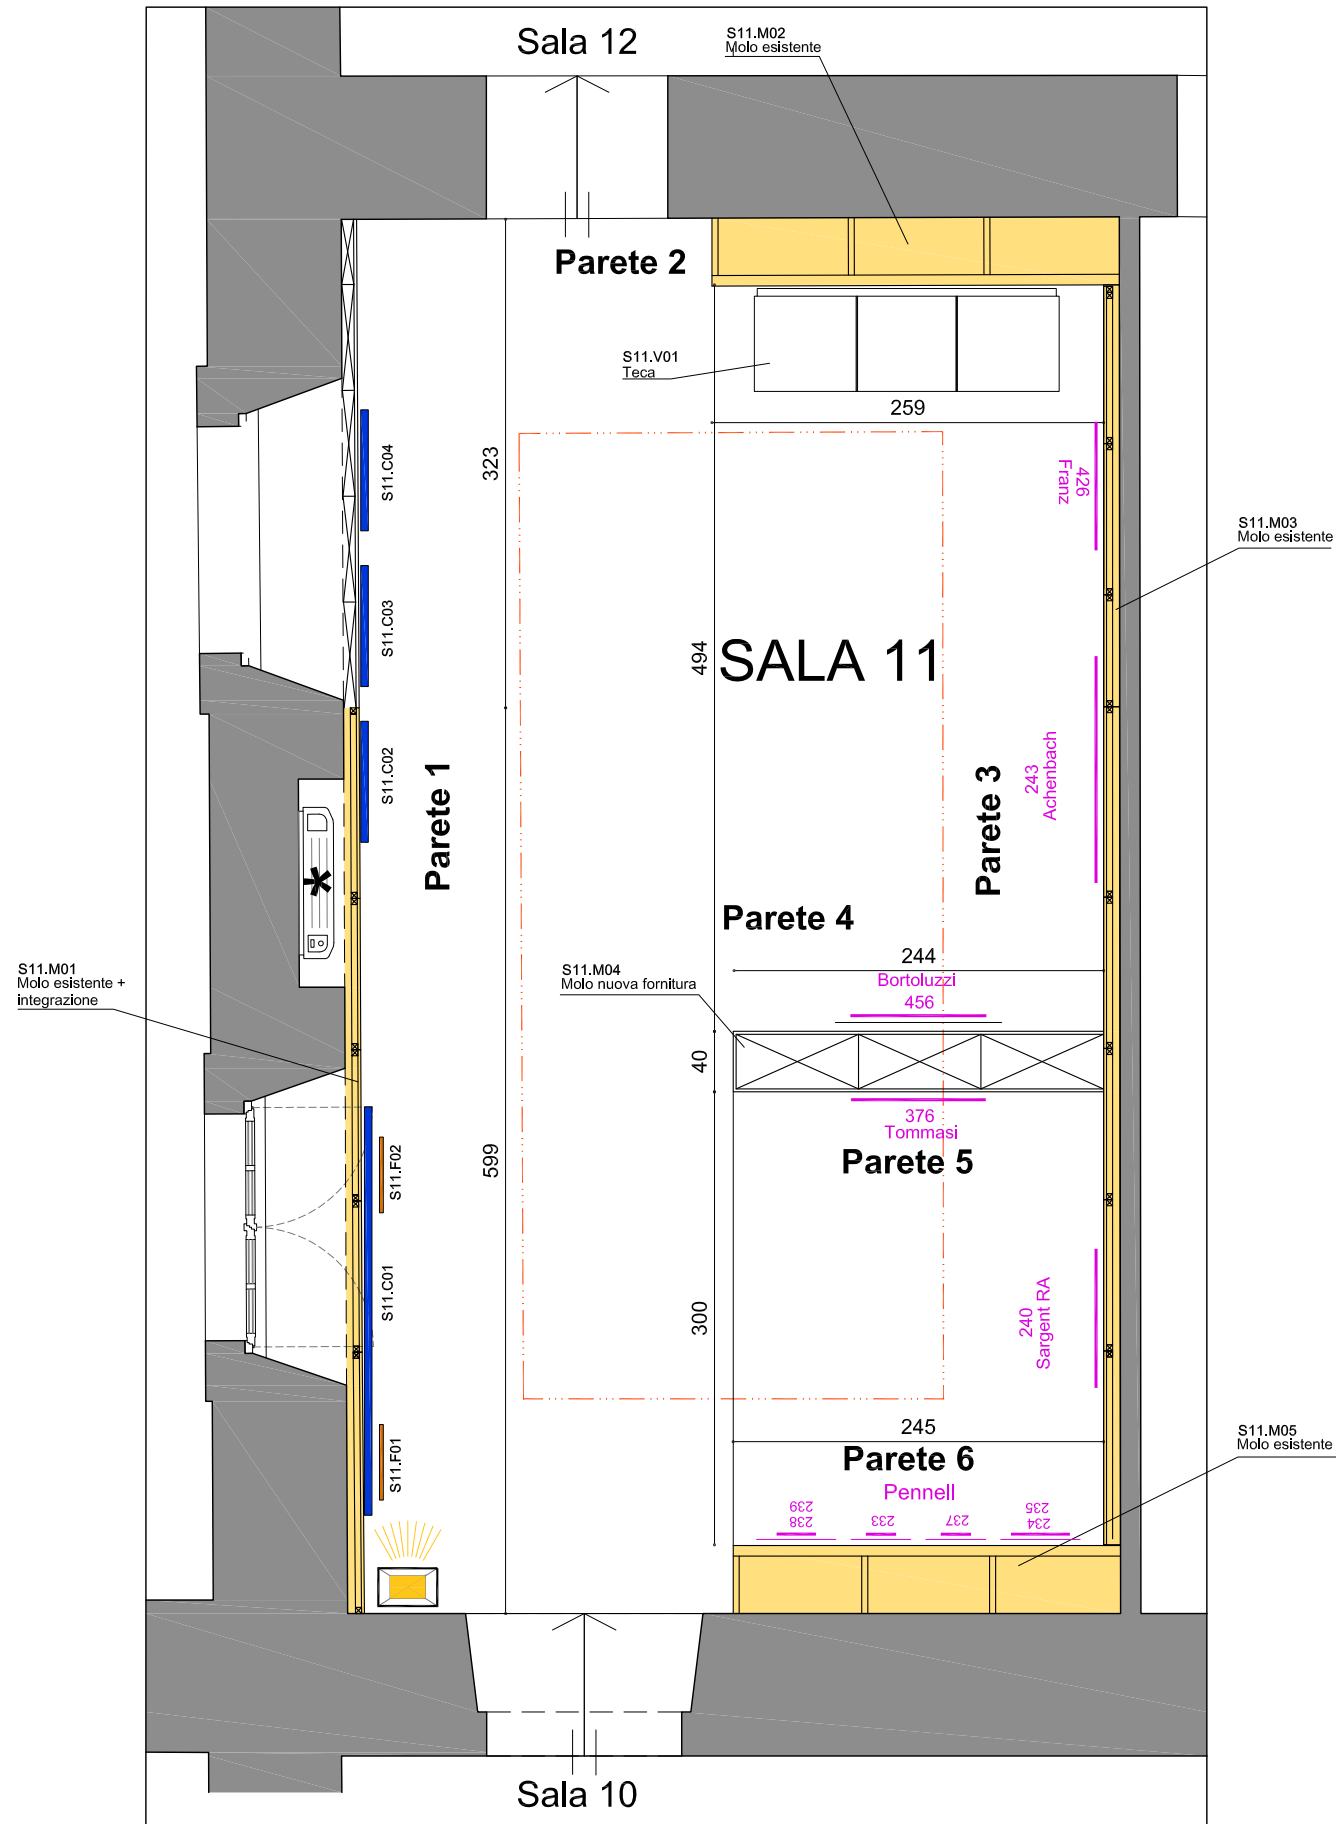 Sala 12
S11.M02
Molo esistente
Parete 2
S11.V01
Teca
259
323
S11.C04
426
Franz
S11.M03
Molo esistente
S11.C03
494
SALA 11
S11.C02
Parete 1
243
Achenbach
Parete 3
Parete 4
*
S11.M01
Molo esistente +
integrazione
S11.M04
Molo nuova fornitura
244
Bortoluzzi
456
40
376
Tommasi
Parete 5
599
S11.F02
S11.C01
300
240
Sargent RA
245
Parete 6
Pennell
S11.M05
Molo esistente
S11.F01
239
238
233
237
235
234
Sala 10